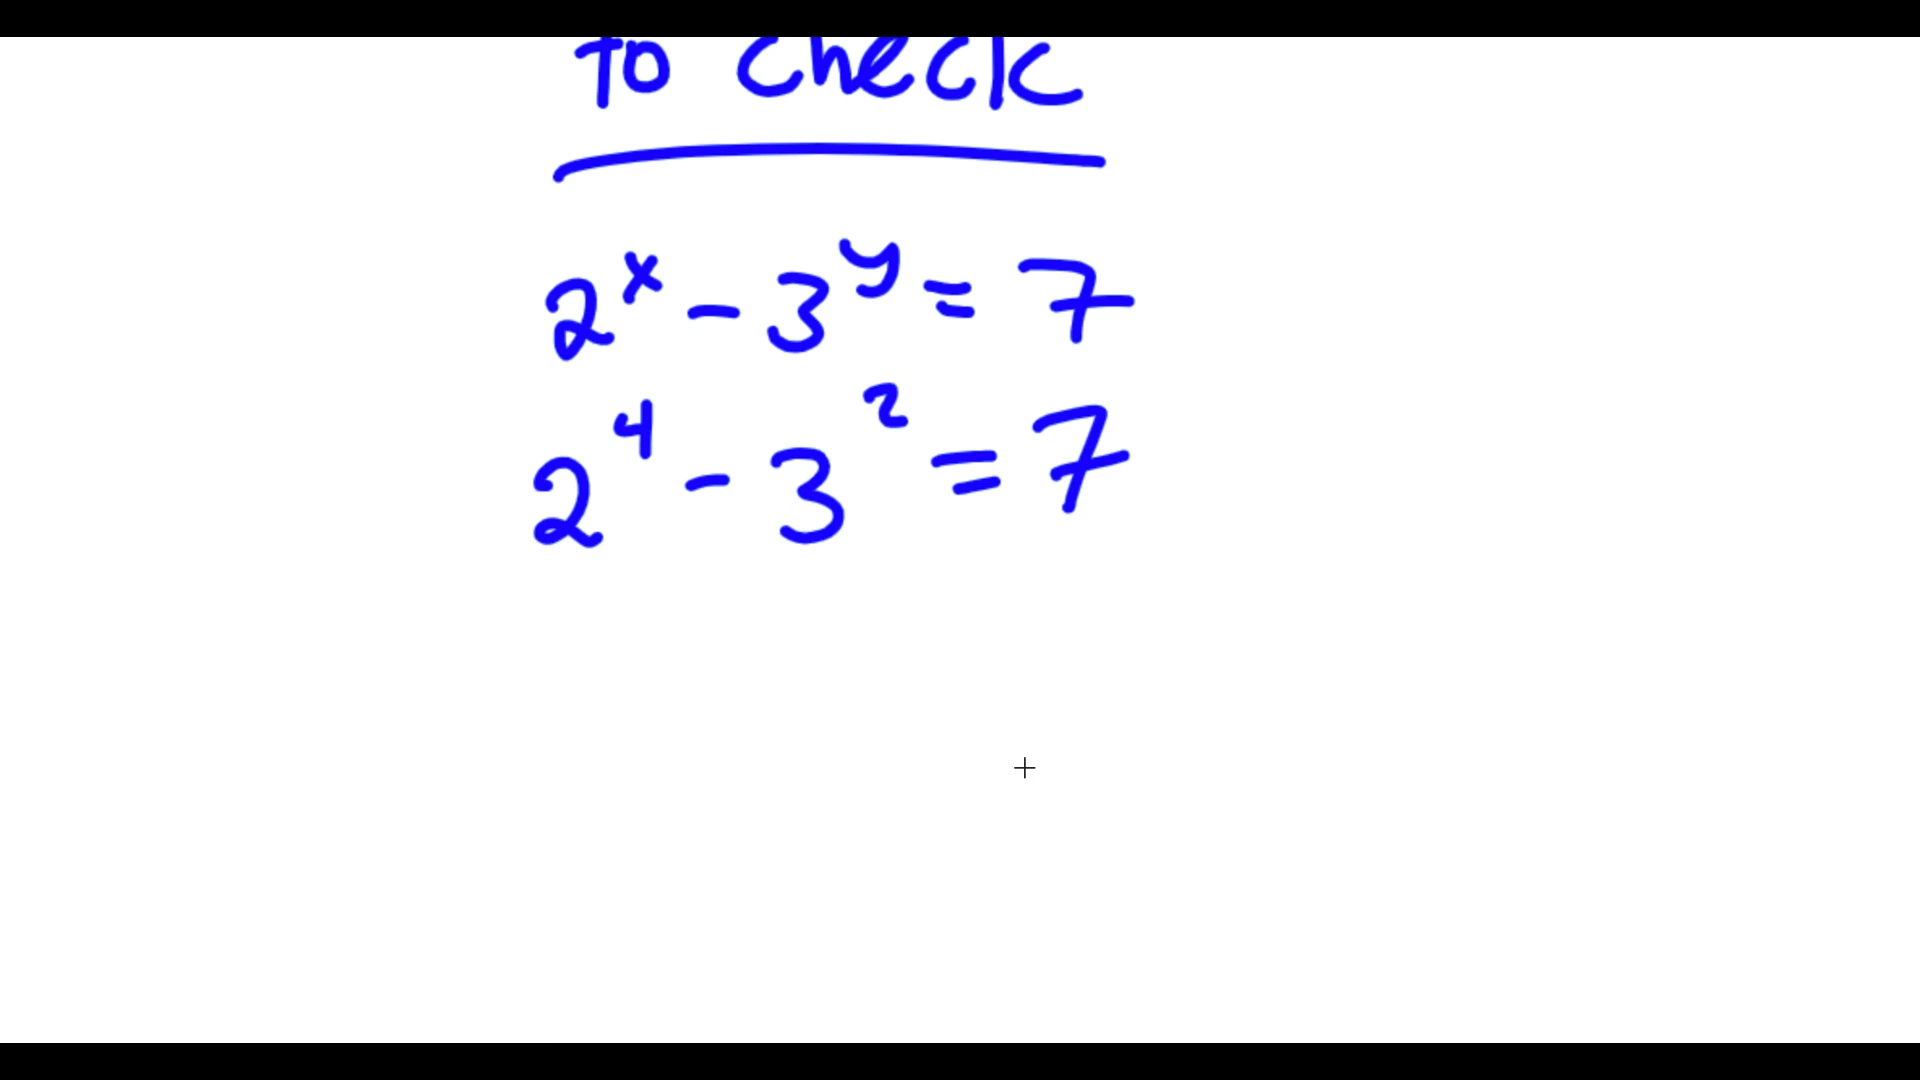 To check
2^x - 3^y = 7
2^4 - 3^2 = 7